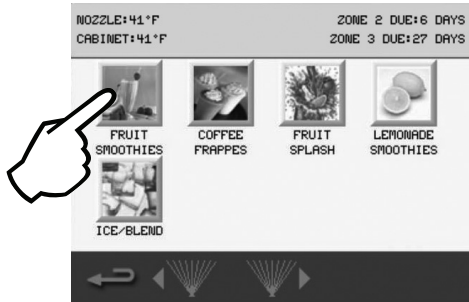 NOZZLE:41°F
ZONE 2 DUE:6 DAYS
CABINET:41°F
ZONE 3 DUE:27 DAYS
FRUIT
SMOOTHIES
COFFEE
FRAPPES
FRUIT
SPLASH
LEMONADE
SMOOTHIES
ICE/BLEND